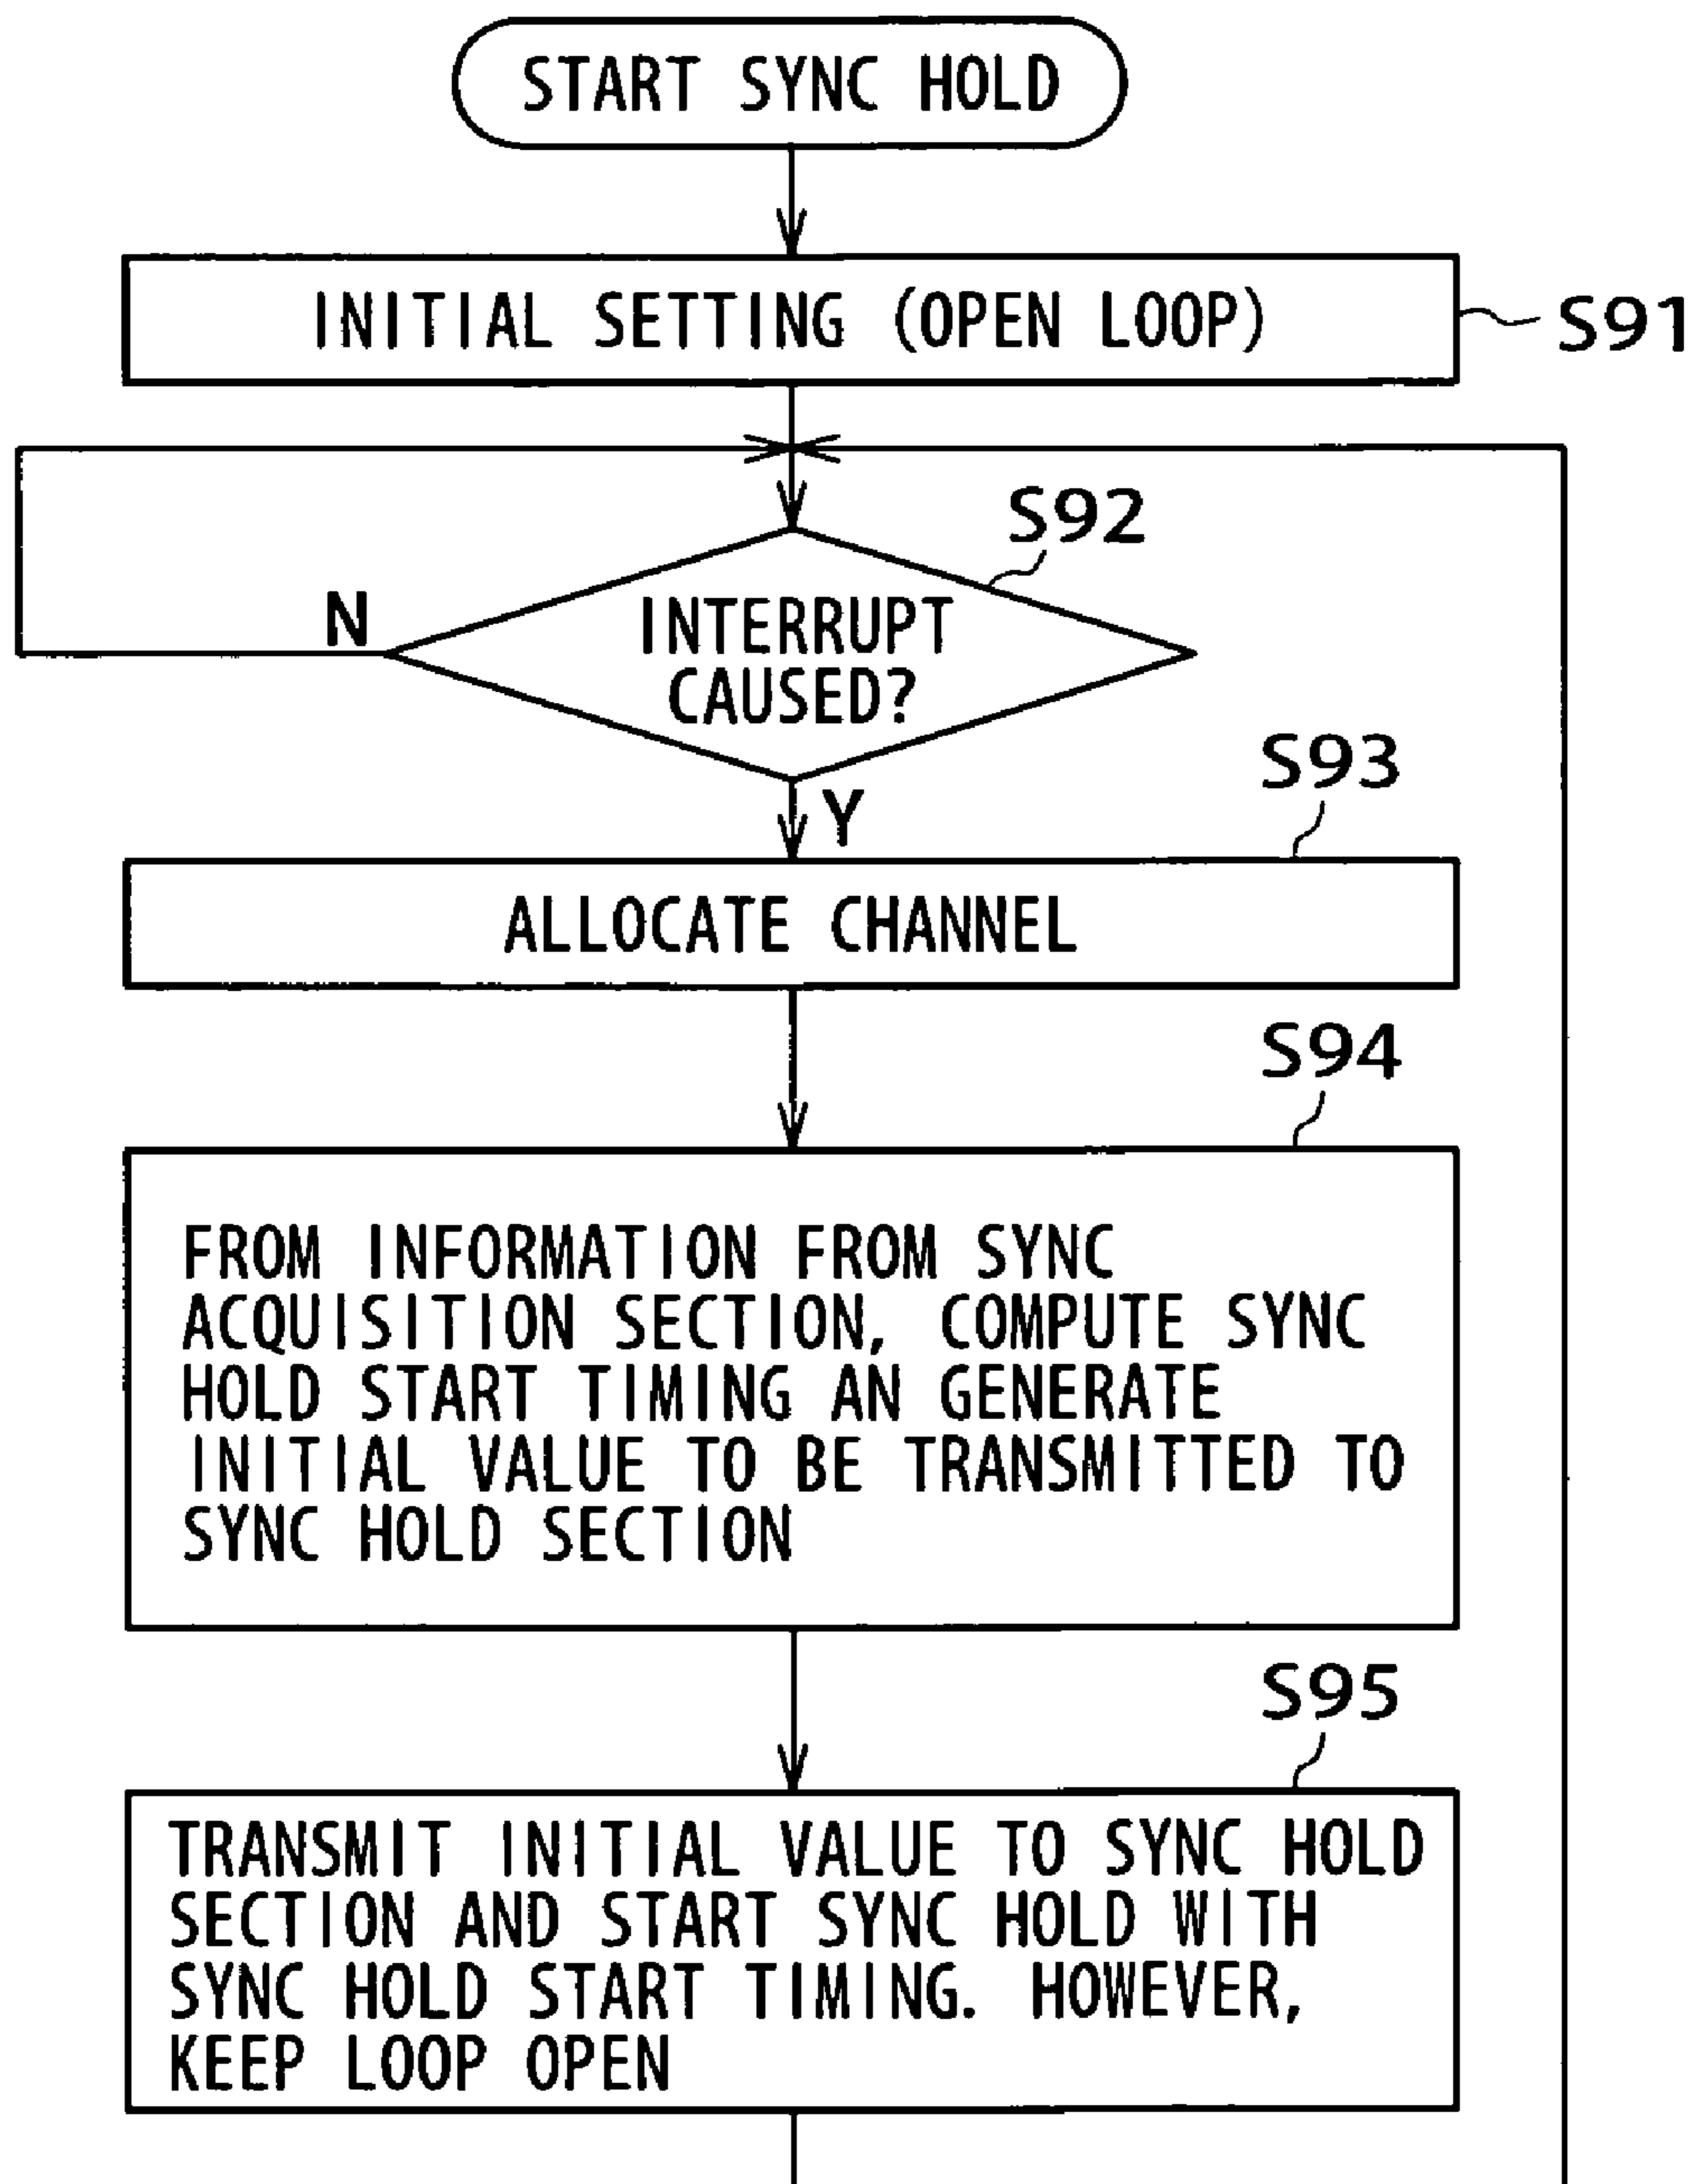 START SYNC HOLD
INITIAL SETTING (OPEN LOOP)
S91
S92
N
INTERRUPT
CAUSED?
S93
Y
ALLOCATE CHANNEL
S94
FROM INFORMATION FROM SYNC
ACQUISITION SECTION, COMPUTE SYNC
HOLD START TIMING AN GENERATE
INITIAL VALUE TO BE TRANSMITTED TO
SYNC HOLD SECTION
S95
TRANSMIT INITIAL VALUE TO SYNC HOLD
SECTION AND START SYNC HOLD WITH
SYNC HOLD START TIMING. HOWEVER,
KEEP LOOP OPEN